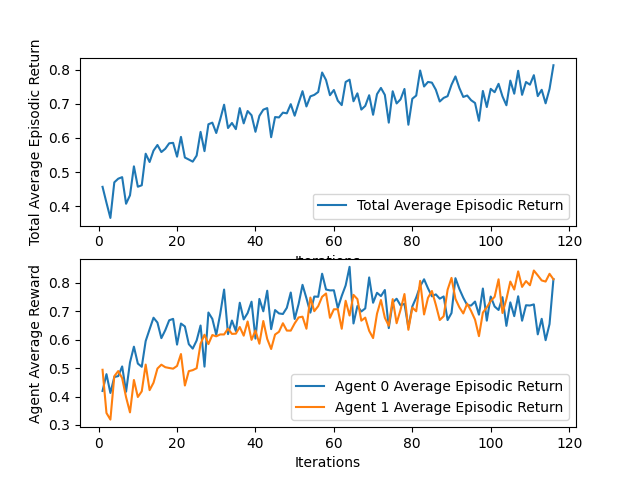 Total Average Episodic Return
0.8
0.7
0.6
0.5
0.4
Total Average Episodic Return
0 20 40 60 80 100 120
Iterations
Agent Average Reward
0.8
0.7
0.6
0.5
0.4
0.3
Agent 0 Average Episodic Return
Agent 1 Average Episodic Return
0 20 40 60 80 100 120
Iterations